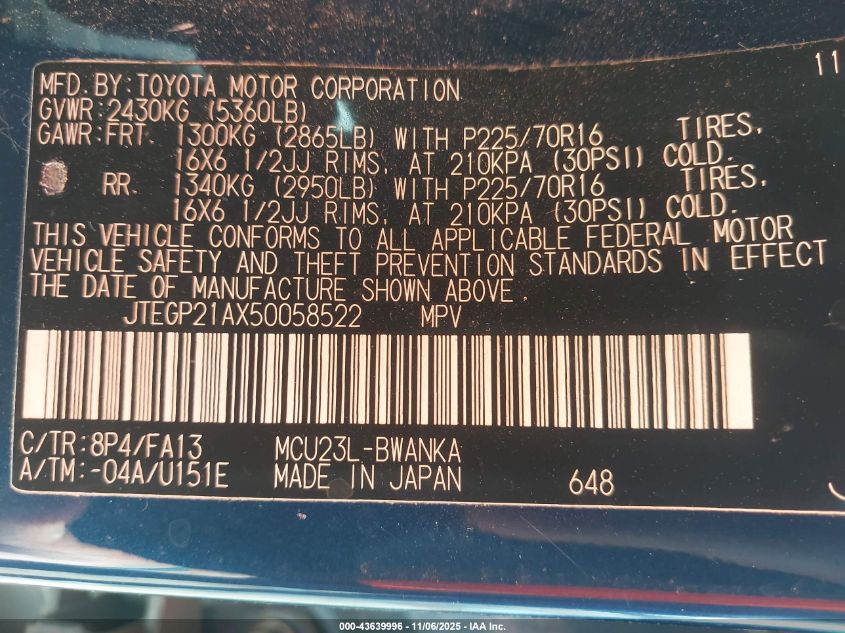 11
MFD. BY: TOYOTA MOTOR CORPORATION
GVWR: 2430KG (5360LB)
GAWR: FRT. 1300KG (2865LB) WITH P225/70R16 TIRES,
16X6 1/2JJ RIMS, AT 210KPA (30PSI) COLD.
RR. 1340KG (2950LB) WITH P225/70R16 TIRES,
16X6 1/2JJ RIMS, AT 210KPA (30PSI) COLD.
THIS VEHICLE CONFORMS TO ALL APPLICABLE FEDERAL MOTOR
VEHICLE SAFETY AND THEFT PREVENTION STANDARDS IN EFFECT
THE DATE OF MANUFACTURE SHOWN ABOVE.
JTEGP21AX50058522 MPV
C/TR: 8P4/FA13 MCU23L-BWANKA
A/TM: -04A/U151E MADE IN JAPAN 648
000-43639996 - 11/06/2025 - IAA Inc.